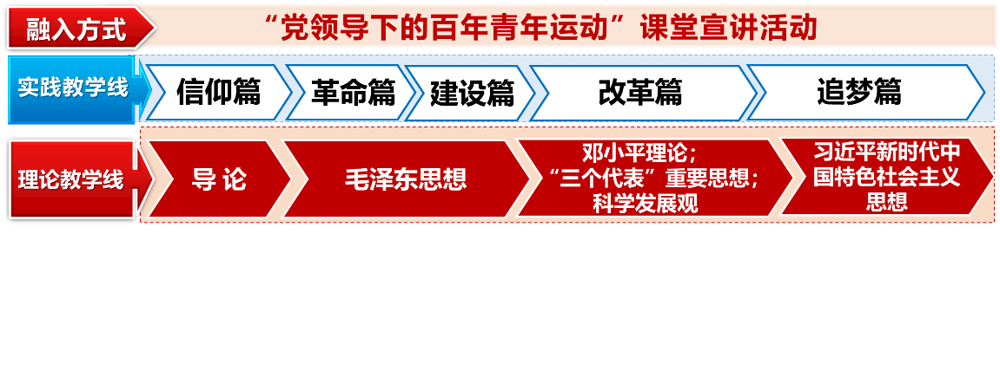 融入方式
“党领导下的百年青年运动”课堂宣讲活动
实践教学线
信仰篇
革命篇
建设篇
改革篇
追梦篇
理论教学线
导 论
毛泽东思想
邓小平理论；
“三个代表”重要思想；
科学发展观
习近平新时代中
国特色社会主义
思想